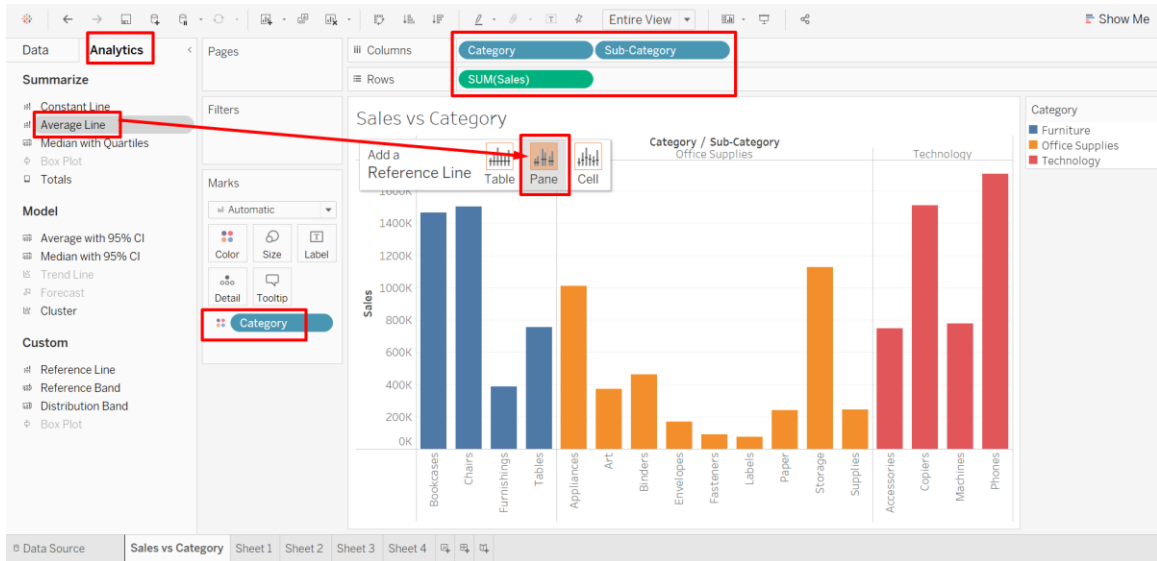 Entire View
Show Me
Data
Analytics
Pages
Columns
Category
Sub-Category
Rows
SUM(Sales)
Summarize
Constant Line
Average Line
Median with Quartiles
Box Plot
Totals
Model
Average with 95% CI
Median with 95% CI
Trend Line
Forecast
Cluster
Custom
Reference Line
Reference Band
Distribution Band
Box Plot
Filters
Marks
Automatic
Color
Size
Label
Detail
Tooltip
Category
Sales vs Category
Category / Sub-Category
Office Supplies
Technology
Add a
Reference Line
Table
Pane
Cell
1600K
1400K
1200K
1000K
800K
600K
400K
200K
0K
Sales
Bookcases
Chairs
Furnishings
Tables
Appliances
Art
Binders
Envelopes
Fasteners
Labels
Paper
Storage
Supplies
Accessories
Copiers
Machines
Phones
Category
Furniture
Office Supplies
Technology
Data Source
Sales vs Category
Sheet 1
Sheet 2
Sheet 3
Sheet 4